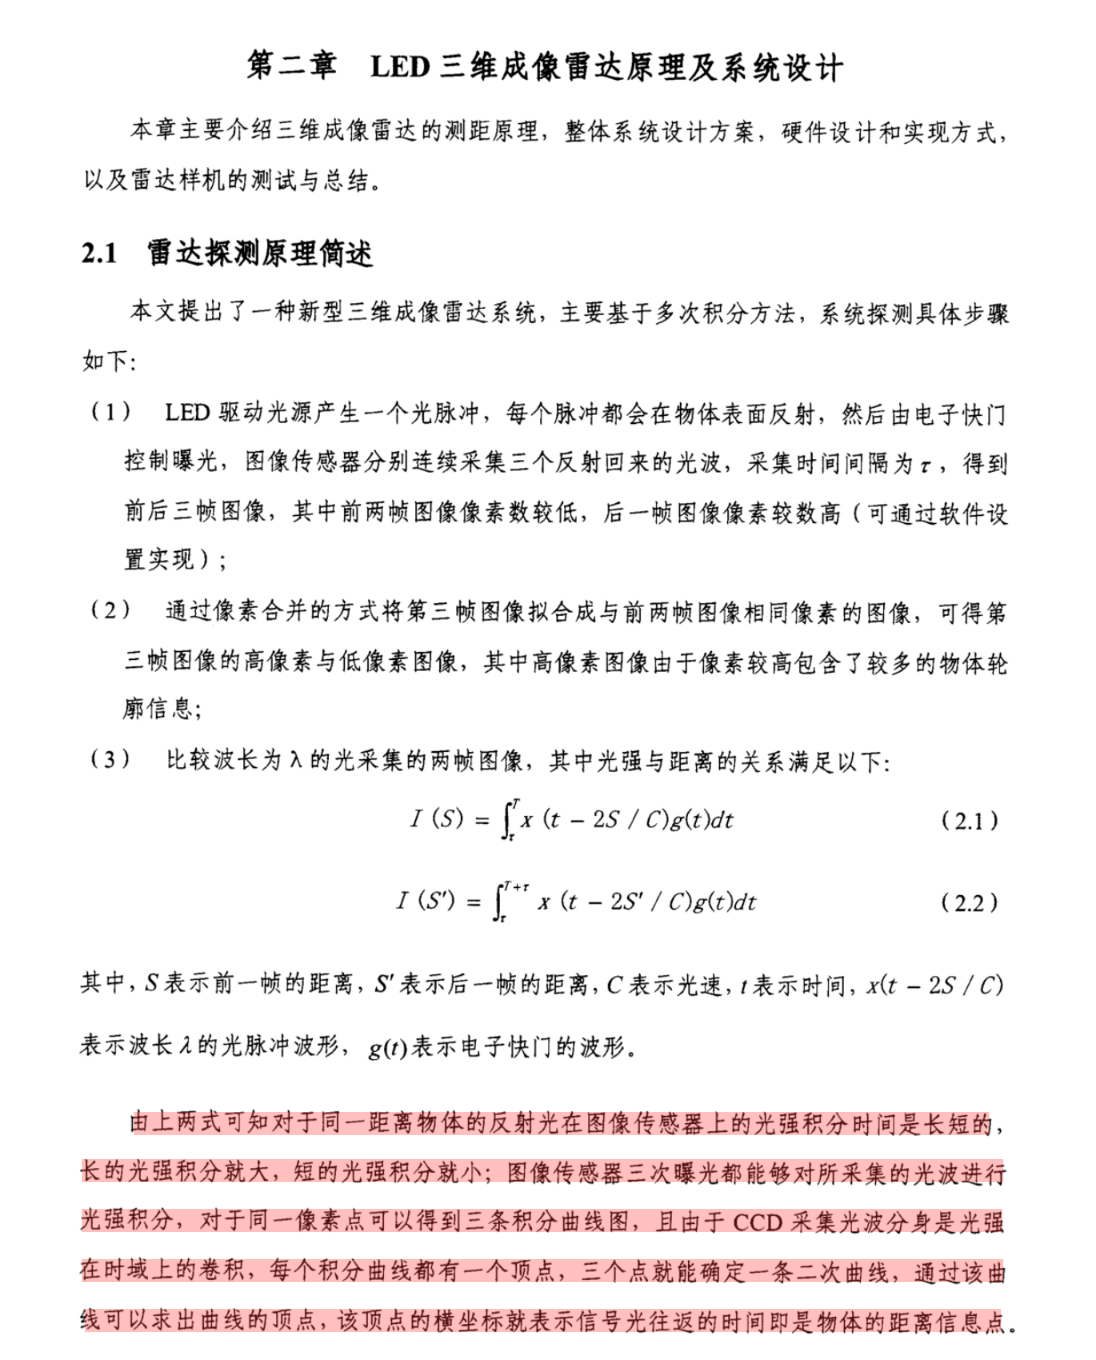 第二章 LED 三维成像雷达原理及系统设计
本章主要介绍三维成像雷达的测距原理，整体系统设计方案，硬件设计和实现方式，
以及雷达样机的测试与总结。
2.1 雷达探测原理简述
本文提出了一种新型三维成像雷达系统，主要基于多次积分方法，系统探测具体步骤
如下：
（1） LED 驱动光源产生一个光脉冲，每个脉冲都会在物体表面反射，然后由电子快门
控制曝光，图像传感器分别连续采集三个反射回来的光波，采集时间间隔为 τ ，得到
前后三帧图像，其中前两帧图像像素数较低，后一帧图像像素较数高（可通过软件设
置实现）；
（2） 通过像素合并的方式将第三帧图像拟合成与前两帧图像相同像素的图像，可得第
三帧图像的高像素与低像素图像，其中高像素图像由于像素较高包含了较多的物体轮
廓信息；
（3） 比较波长为 λ 的光采集的两帧图像，其中光强与距离的关系满足以下：
I (S) = ∫_τ^T x (t − 2S / C)g(t)dt （2.1）
I (S′) = ∫_τ^{T+τ} x (t − 2S′ / C)g(t)dt （2.2）
其中，S 表示前一帧的距离，S′ 表示后一帧的距离，C 表示光速，t 表示时间，x(t − 2S / C)
表示波长 λ 的光脉冲波形， g(t) 表示电子快门的波形。
由上两式可知对于同一距离物体的反射光在图像传感器上的光强积分时间是长短的，
长的光强积分就大，短的光强积分就小；图像传感器三次曝光都能够对所采集的光波进行
光强积分，对于同一像素点可以得到三条积分曲线图，且由于 CCD 采集光波分身是光强
在时域上的卷积，每个积分曲线都有一个顶点，三个点就能确定一条二次曲线，通过该曲
线可以求出曲线的顶点，该顶点的横坐标就表示信号光往返的时间即是物体的距离信息点。